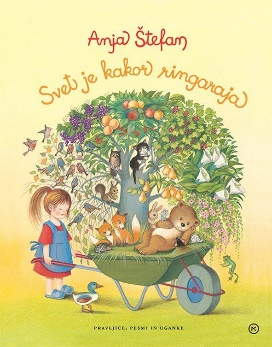 Anja Štefan
Svet je kakor ringaraja
PRAVLJICE, PESMI IN UGANKE
M